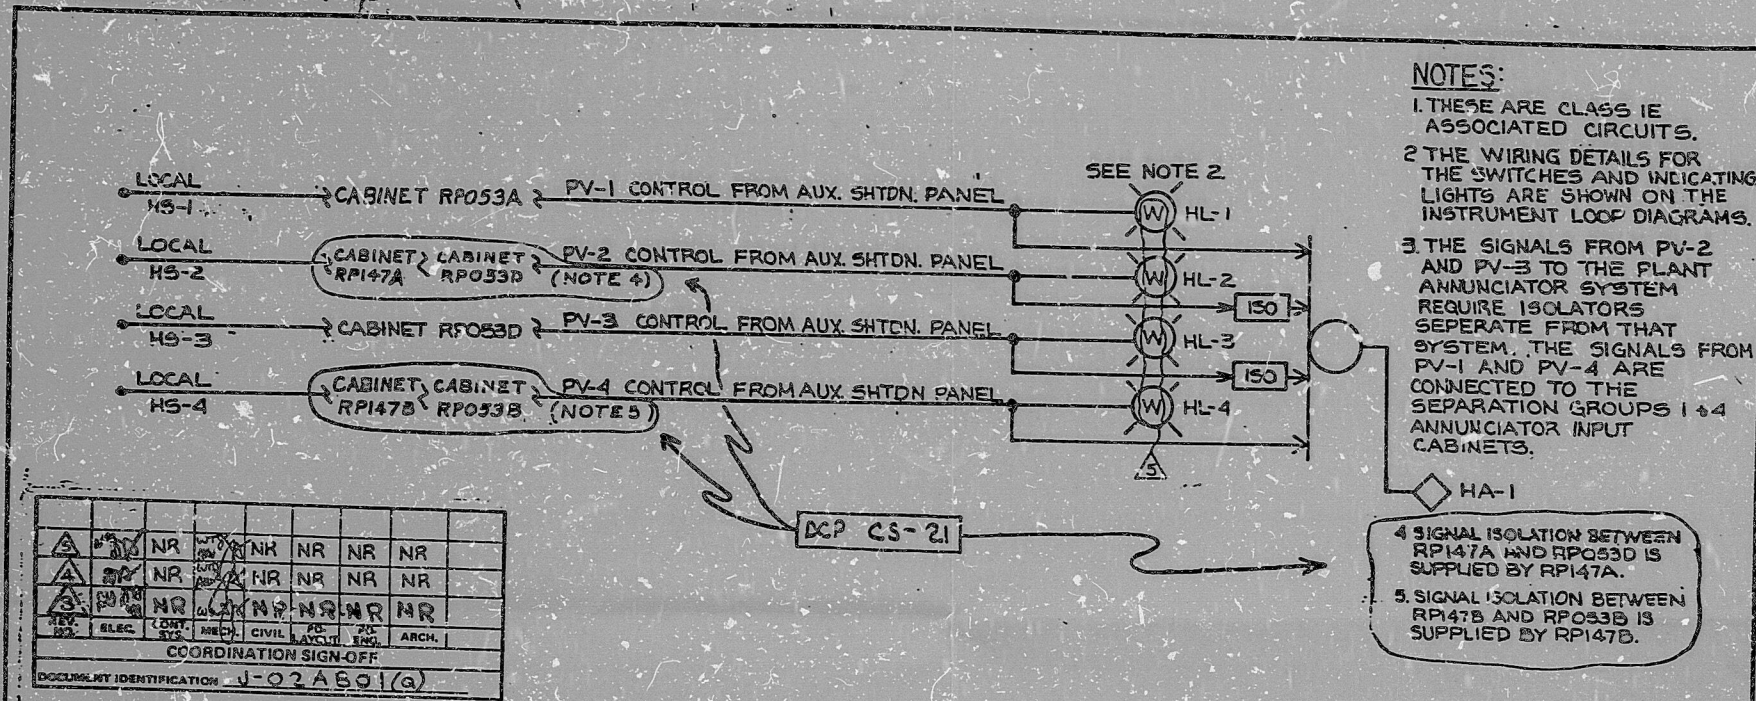 NOTES:
1. THESE ARE CLASS IE
ASSOCIATED CIRCUITS.
2 THE WIRING DETAILS FOR
THE SWITCHES AND INDICATING
LIGHTS ARE SHOWN ON THE
INSTRUMENT LOOP DIAGRAMS.
3. THE SIGNALS FROM PV-2
AND PV-3 TO THE PLANT
ANNUNCIATOR SYSTEM
REQUIRE ISOLATORS
SEPERATE FROM THAT
SYSTEM. THE SIGNALS FROM
PV-1 AND PV-4 ARE
CONNECTED TO THE
SEPARATION GROUPS 1 & 4
ANNUNCIATOR INPUT
CABINETS.
SEE NOTE 2
LOCAL
HS-1
CABINET RP053A
PV-1 CONTROL FROM AUX. SHTDN. PANEL
W HL-1
LOCAL
HS-2
CABINET CABINET
RP147A RP053D
PV-2 CONTROL FROM AUX. SHTDN. PANEL
(NOTE 4)
W HL-2
ISO
LOCAL
HS-3
CABINET RP053D
PV-3 CONTROL FROM AUX. SHTDN. PANEL
W HL-3
ISO
LOCAL
HS-4
CABINET CABINET
RP147B RP053B
PV-4 CONTROL FROM AUX. SHTDN PANEL
(NOTE 5)
W HL-4
5
HA-1
DCP CS-21
4 SIGNAL ISOLATION BETWEEN
RP147A AND RP053D IS
SUPPLIED BY RP147A.
5. SIGNAL ISOLATION BETWEEN
RP147B AND RP053B IS
SUPPLIED BY RP147B.
5 NR NR NR NR NR
4 NR NR NR NR NR
3 NR NR NR NR NR
REV. NO. ELEC. CONT. SYS. MECH. CIVIL PD. LAYOUT PD. ENG. ARCH.
COORDINATION SIGN-OFF
DOCUMENT IDENTIFICATION J-02AB01(Q)